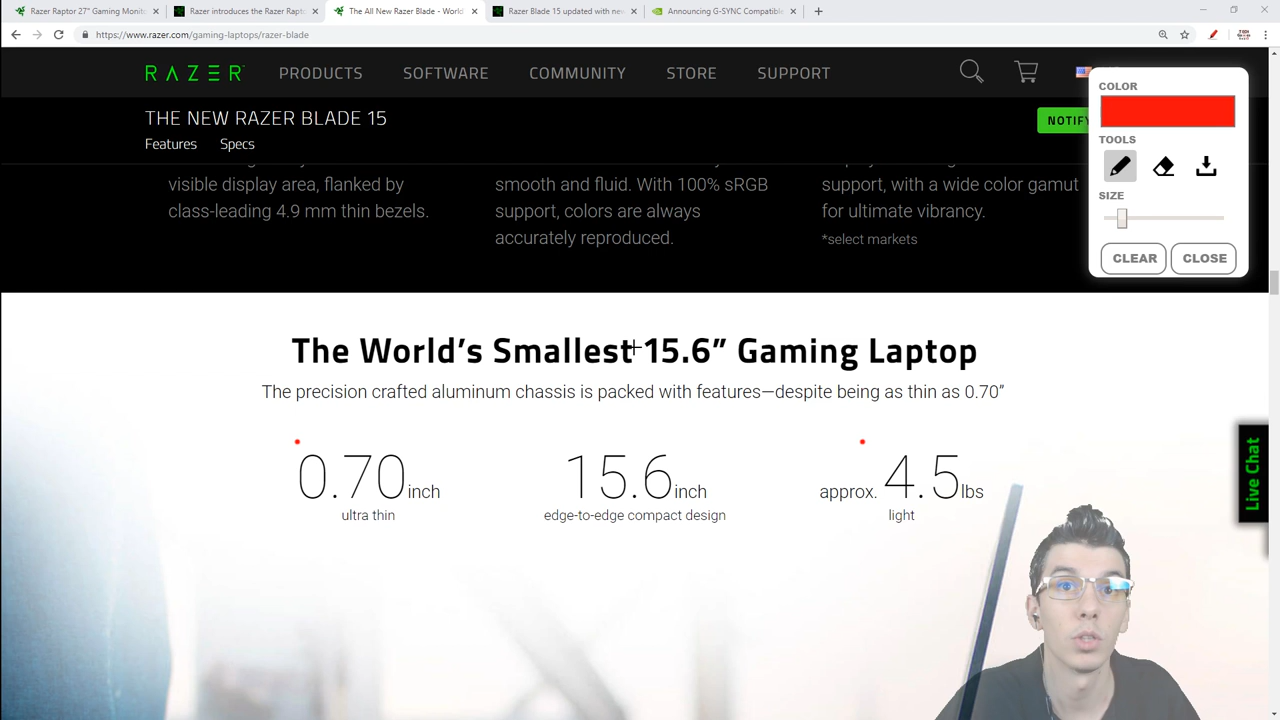 Razer Raptor 27" Gaming Monit
Razer introduces the Razer Rapto
The All New Razer Blade - World
Razer Blade 15 updated with new
Announcing G-SYNC Compatible
https://www.razer.com/gaming-laptops/razer-blade
RAZER
PRODUCTS
SOFTWARE
COMMUNITY
STORE
SUPPORT
THE NEW RAZER BLADE 15
NOTIFY
Features
Specs
COLOR
TOOLS
SIZE
CLEAR
CLOSE
visible display area, flanked by
class-leading 4.9 mm thin bezels.
smooth and fluid. With 100% sRGB
support, colors are always
accurately reproduced.
support, with a wide color gamut
for ultimate vibrancy.
*select markets
The World’s Smallest 15.6” Gaming Laptop
The precision crafted aluminum chassis is packed with features—despite being as thin as 0.70”
0.70 inch
ultra thin
15.6 inch
edge-to-edge compact design
approx. 4.5 lbs
light
Live Chat